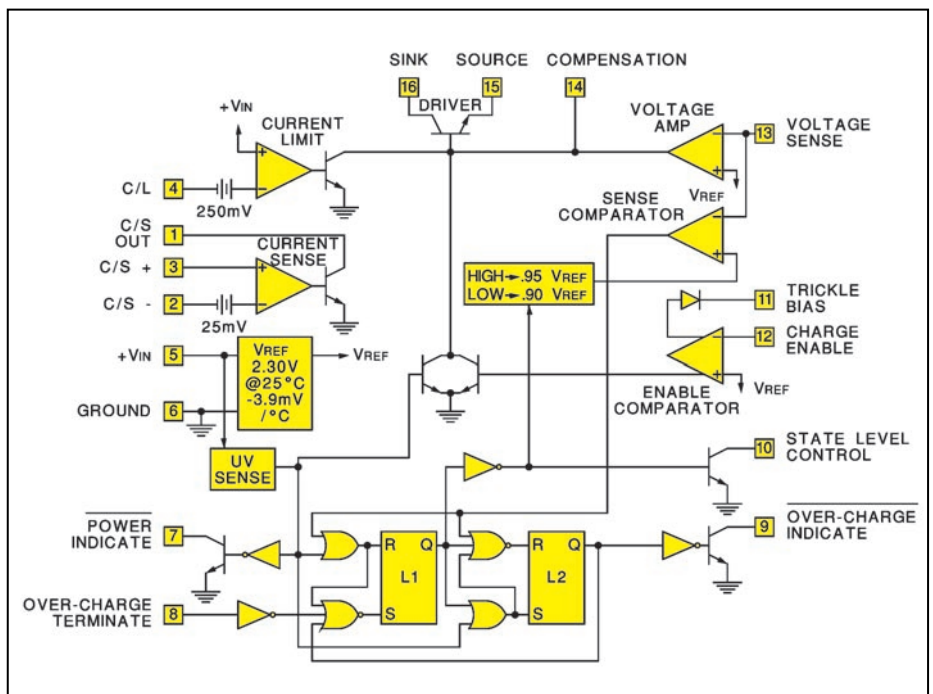 SINK SOURCE COMPENSATION
16 15 14
DRIVER
+VIN
CURRENT
LIMIT
VOLTAGE
AMP
13 VOLTAGE
SENSE
C/L 4
250mV
VREF
C/S
OUT 1
SENSE
COMPARATOR
CURRENT
SENSE
C/S + 3
C/S - 2
25mV
HIGH→.95 VREF
LOW→.90 VREF
11 TRICKLE
BIAS
12 CHARGE
ENABLE
+VIN 5
VREF
2.30V
@25°C
-3.9mV
/°C
VREF
VREF
ENABLE
COMPARATOR
GROUND 6
UV
SENSE
10 STATE LEVEL
CONTROL
POWER
INDICATE 7
9 OVER-CHARGE
INDICATE
R Q
L1
S
R Q
L2
S
OVER-CHARGE
TERMINATE 8
+
-
+
-
-
+
-
+
-
+